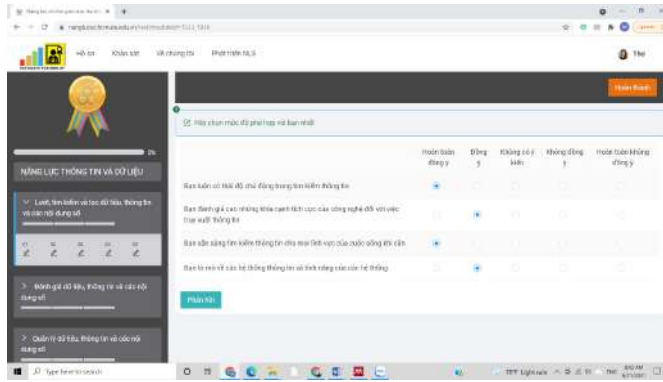 Hồ sơ
Khảo sát
Về chúng tôi
Phát triển NLS
Thơ
Hoàn thành
0%
Hãy chọn mức độ phù hợp với bạn nhất
Hoàn toàn đồng ý
Đồng ý
Không có ý kiến
Không đồng ý
Hoàn toàn không đồng ý
NĂNG LỰC THÔNG TIN VÀ DỮ LIỆU
Lướt, tìm kiếm và lọc dữ liệu, thông tin
và các nội dung số
Bạn luôn có thái độ chủ động trong tìm kiếm thông tin
Bạn đánh giá cao những khía cạnh tích cực của công nghệ đối với việc
truy xuất thông tin
Bạn sẵn sàng tìm kiếm thông tin cho mọi lĩnh vực của cuộc sống khi cần
Bạn tò mò về các hệ thống thông tin và tính năng của các hệ thống
Phản hồi
Đánh giá dữ liệu, thông tin và các nội
dung số
Quản lý dữ liệu, thông tin và các nội
dung số
Type here to search